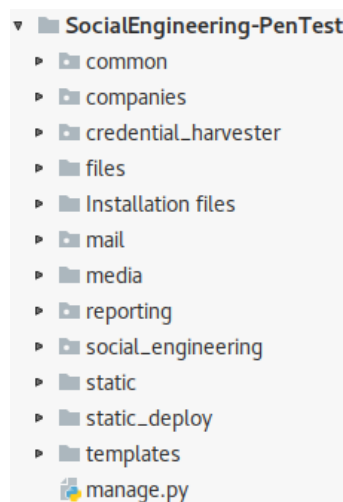 SocialEngineering-PenTest
common
companies
credential_harvester
files
Installation files
mail
media
reporting
social_engineering
static
static_deploy
templates
manage.py